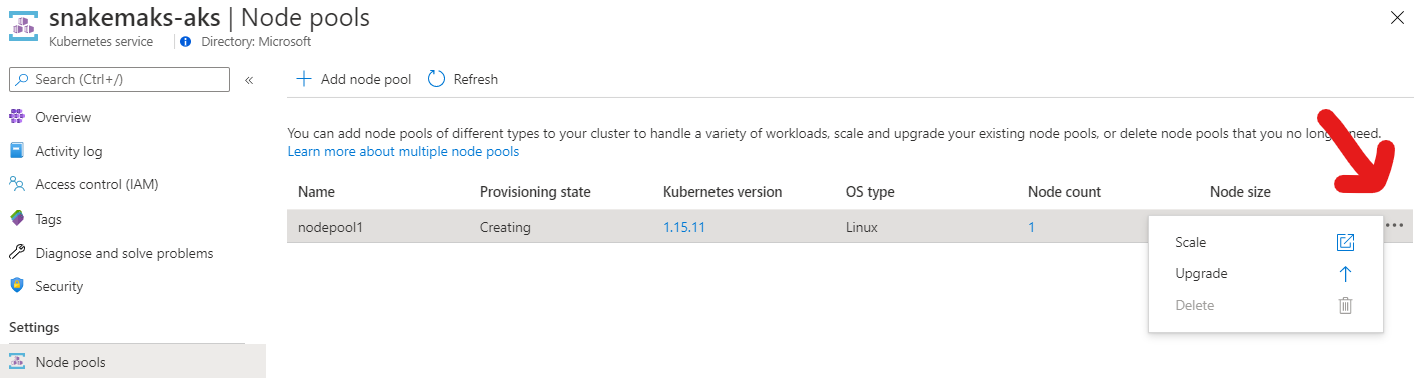 snakemaks-aks | Node pools
Kubernetes service
Directory: Microsoft
Search (Ctrl+/)
«
Overview
Activity log
Access control (IAM)
Tags
Diagnose and solve problems
Security
Settings
Node pools
Add node pool
Refresh
You can add node pools of different types to your cluster to handle a variety of workloads, scale and upgrade your existing node pools, or delete node pools that you no need.
Learn more about multiple node pools
Name Provisioning state Kubernetes version OS type Node count Node size
nodepool1 Creating 1.15.11 Linux 1 •••
Scale
Upgrade
Delete